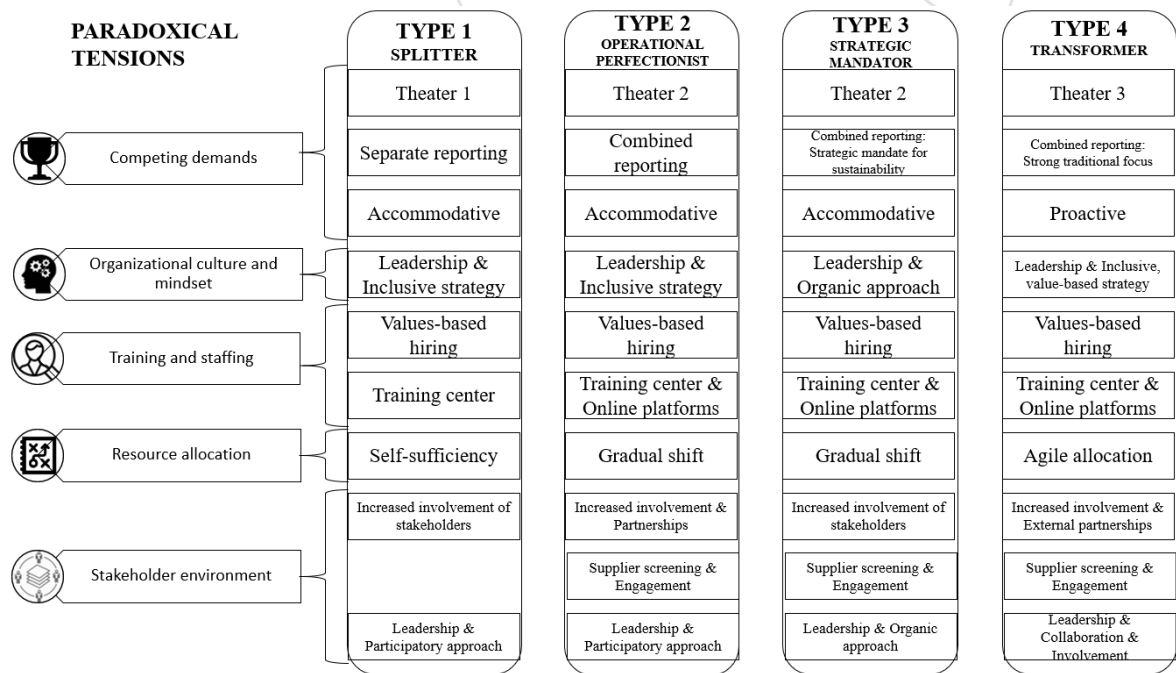 PARADOXICAL
TENSIONS
TYPE 1
SPLITTER
TYPE 2
OPERATIONAL
PERFECTIONIST
TYPE 3
STRATEGIC
MANDATOR
TYPE 4
TRANSFORMER
Theater 1
Theater 2
Theater 2
Theater 3
Competing demands
Separate reporting
Combined
reporting
Combined reporting:
Strategic mandate for
sustainability
Combined reporting:
Strong traditional focus
Accommodative
Accommodative
Accommodative
Proactive
Organizational culture and
mindset
Leadership &
Inclusive strategy
Leadership &
Inclusive strategy
Leadership &
Organic approach
Leadership & Inclusive,
value-based strategy
Training and staffing
Values-based
hiring
Values-based
hiring
Values-based
hiring
Values-based
hiring
Training center
Training center &
Online platforms
Training center &
Online platforms
Training center &
Online platforms
Resource allocation
Self-sufficiency
Gradual shift
Gradual shift
Agile allocation
Stakeholder environment
Increased involvement of
stakeholders
Increased involvement &
Partnerships
Increased involvement of
stakeholders
Increased involvement &
External partnerships
Supplier screening &
Engagement
Supplier screening &
Engagement
Supplier screening &
Engagement
Leadership &
Participatory approach
Leadership &
Participatory approach
Leadership & Organic
approach
Leadership &
Collaboration &
Involvement